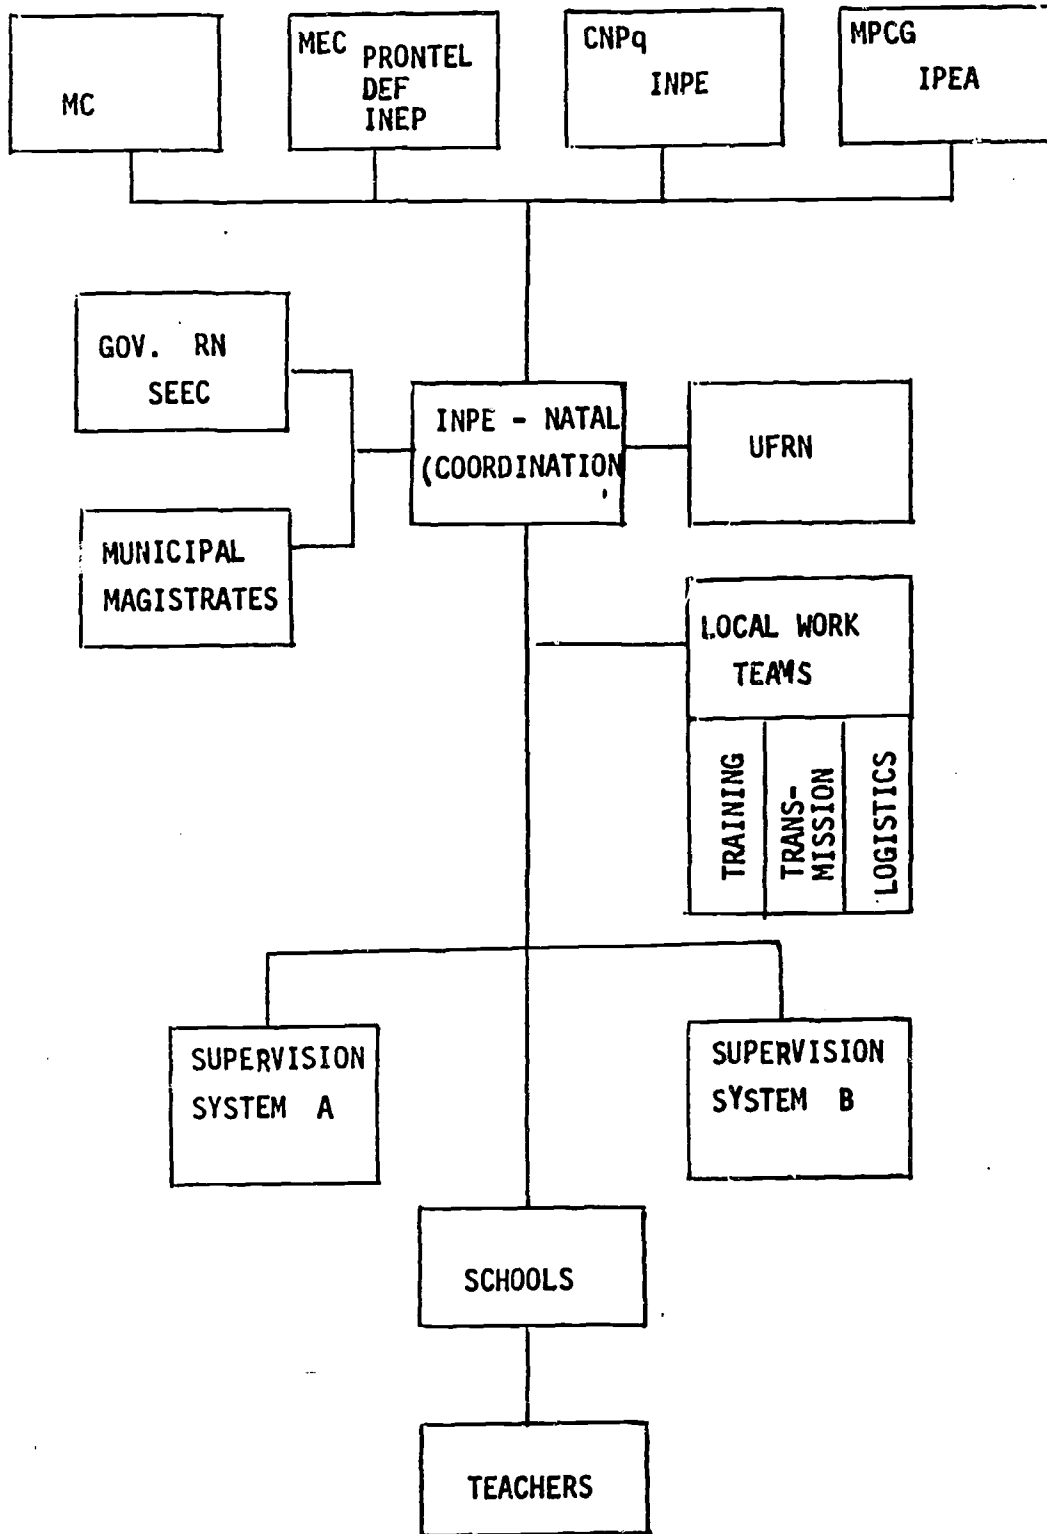 MC
MEC
PRONTEL
DEF
INEP
CNPq
INPE
MPCG
IPEA
GOV. RN
SEEC
INPE - NATAL
(COORDINATION
UFRN
MUNICIPAL
MAGISTRATES
LOCAL WORK
TEAMS
TRAINING
TRANS-
MISSION
LOGISTICS
SUPERVISION
SYSTEM A
SUPERVISION
SYSTEM B
SCHOOLS
TEACHERS